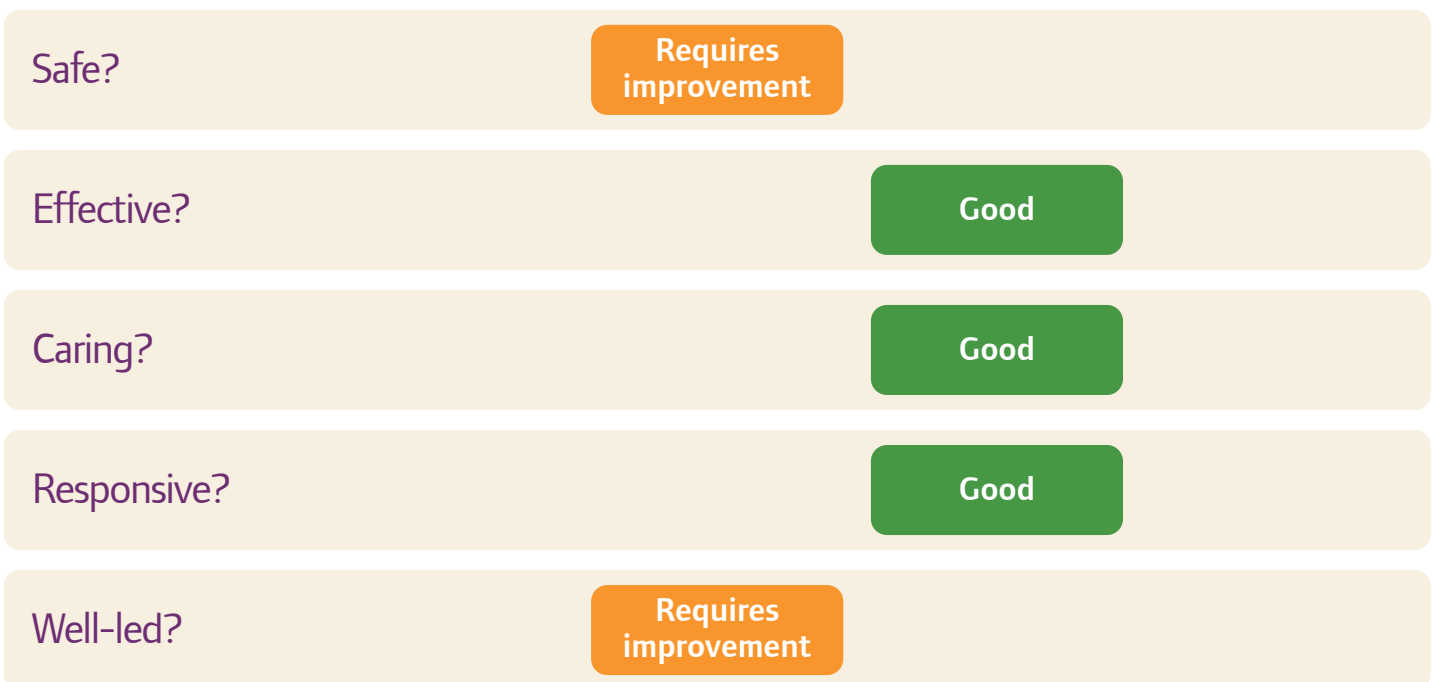 Safe?
Requires
improvement
Effective?
Good
Caring?
Good
Responsive?
Good
Well-led?
Requires
improvement